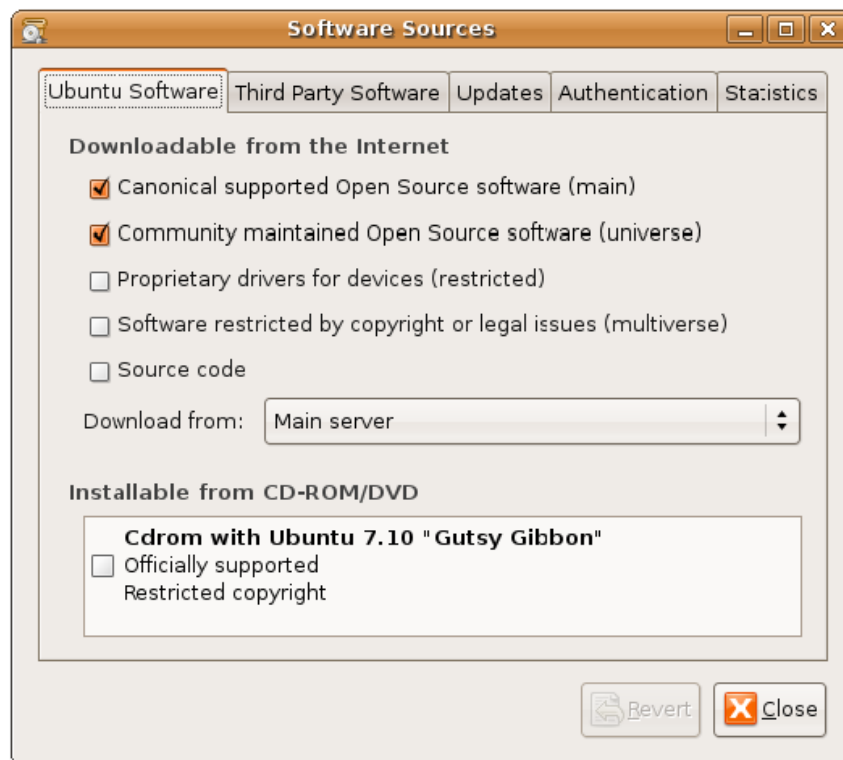 Software Sources
Ubuntu Software Third Party Software Updates Authentication Statistics
Downloadable from the Internet
Canonical supported Open Source software (main)
Community maintained Open Source software (universe)
Proprietary drivers for devices (restricted)
Software restricted by copyright or legal issues (multiverse)
Source code
Download from: Main server
Installable from CD-ROM/DVD
Cdrom with Ubuntu 7.10 "Gutsy Gibbon"
Officially supported
Restricted copyright
Revert Close